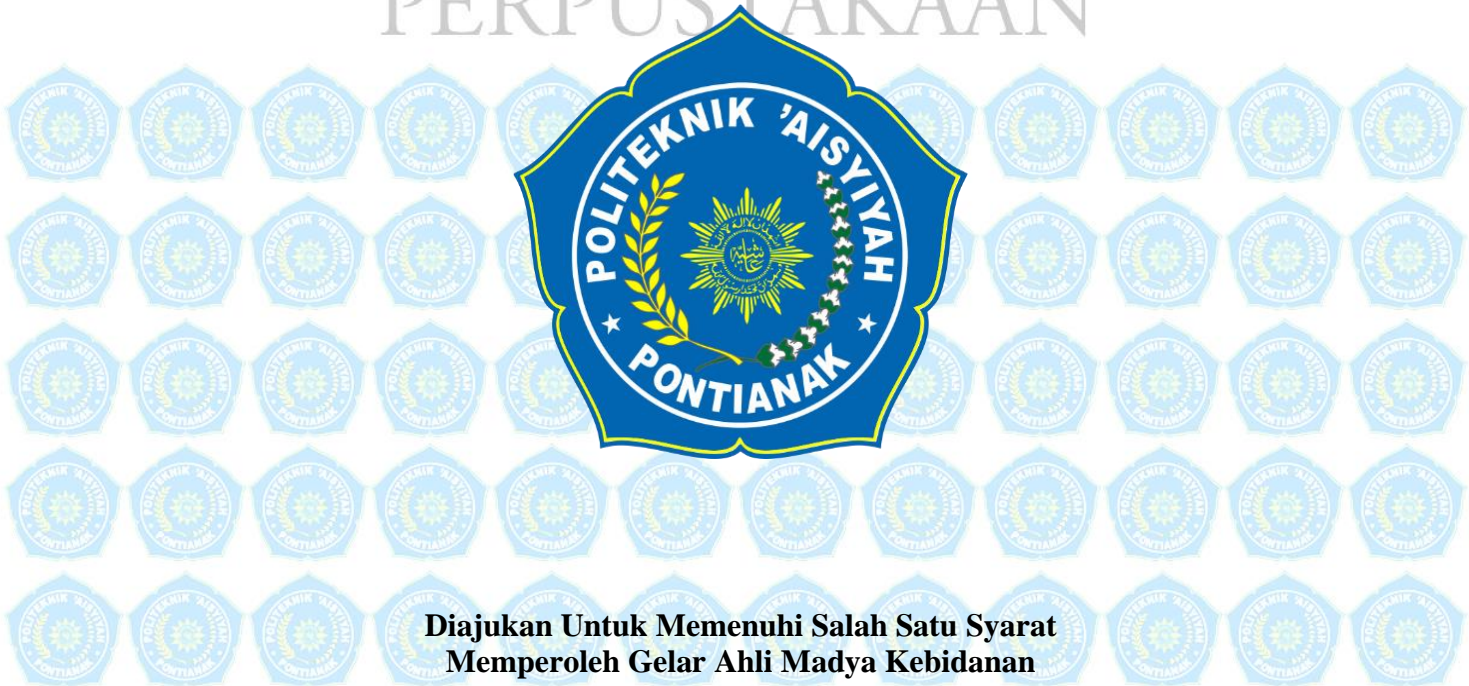 PERPUSTAKAAN
POLITEKNIK 'AISYIYAH
PONTIANAK
Diajukan Untuk Memenuhi Salah Satu Syarat
Memperoleh Gelar Ahli Madya Kebidanan